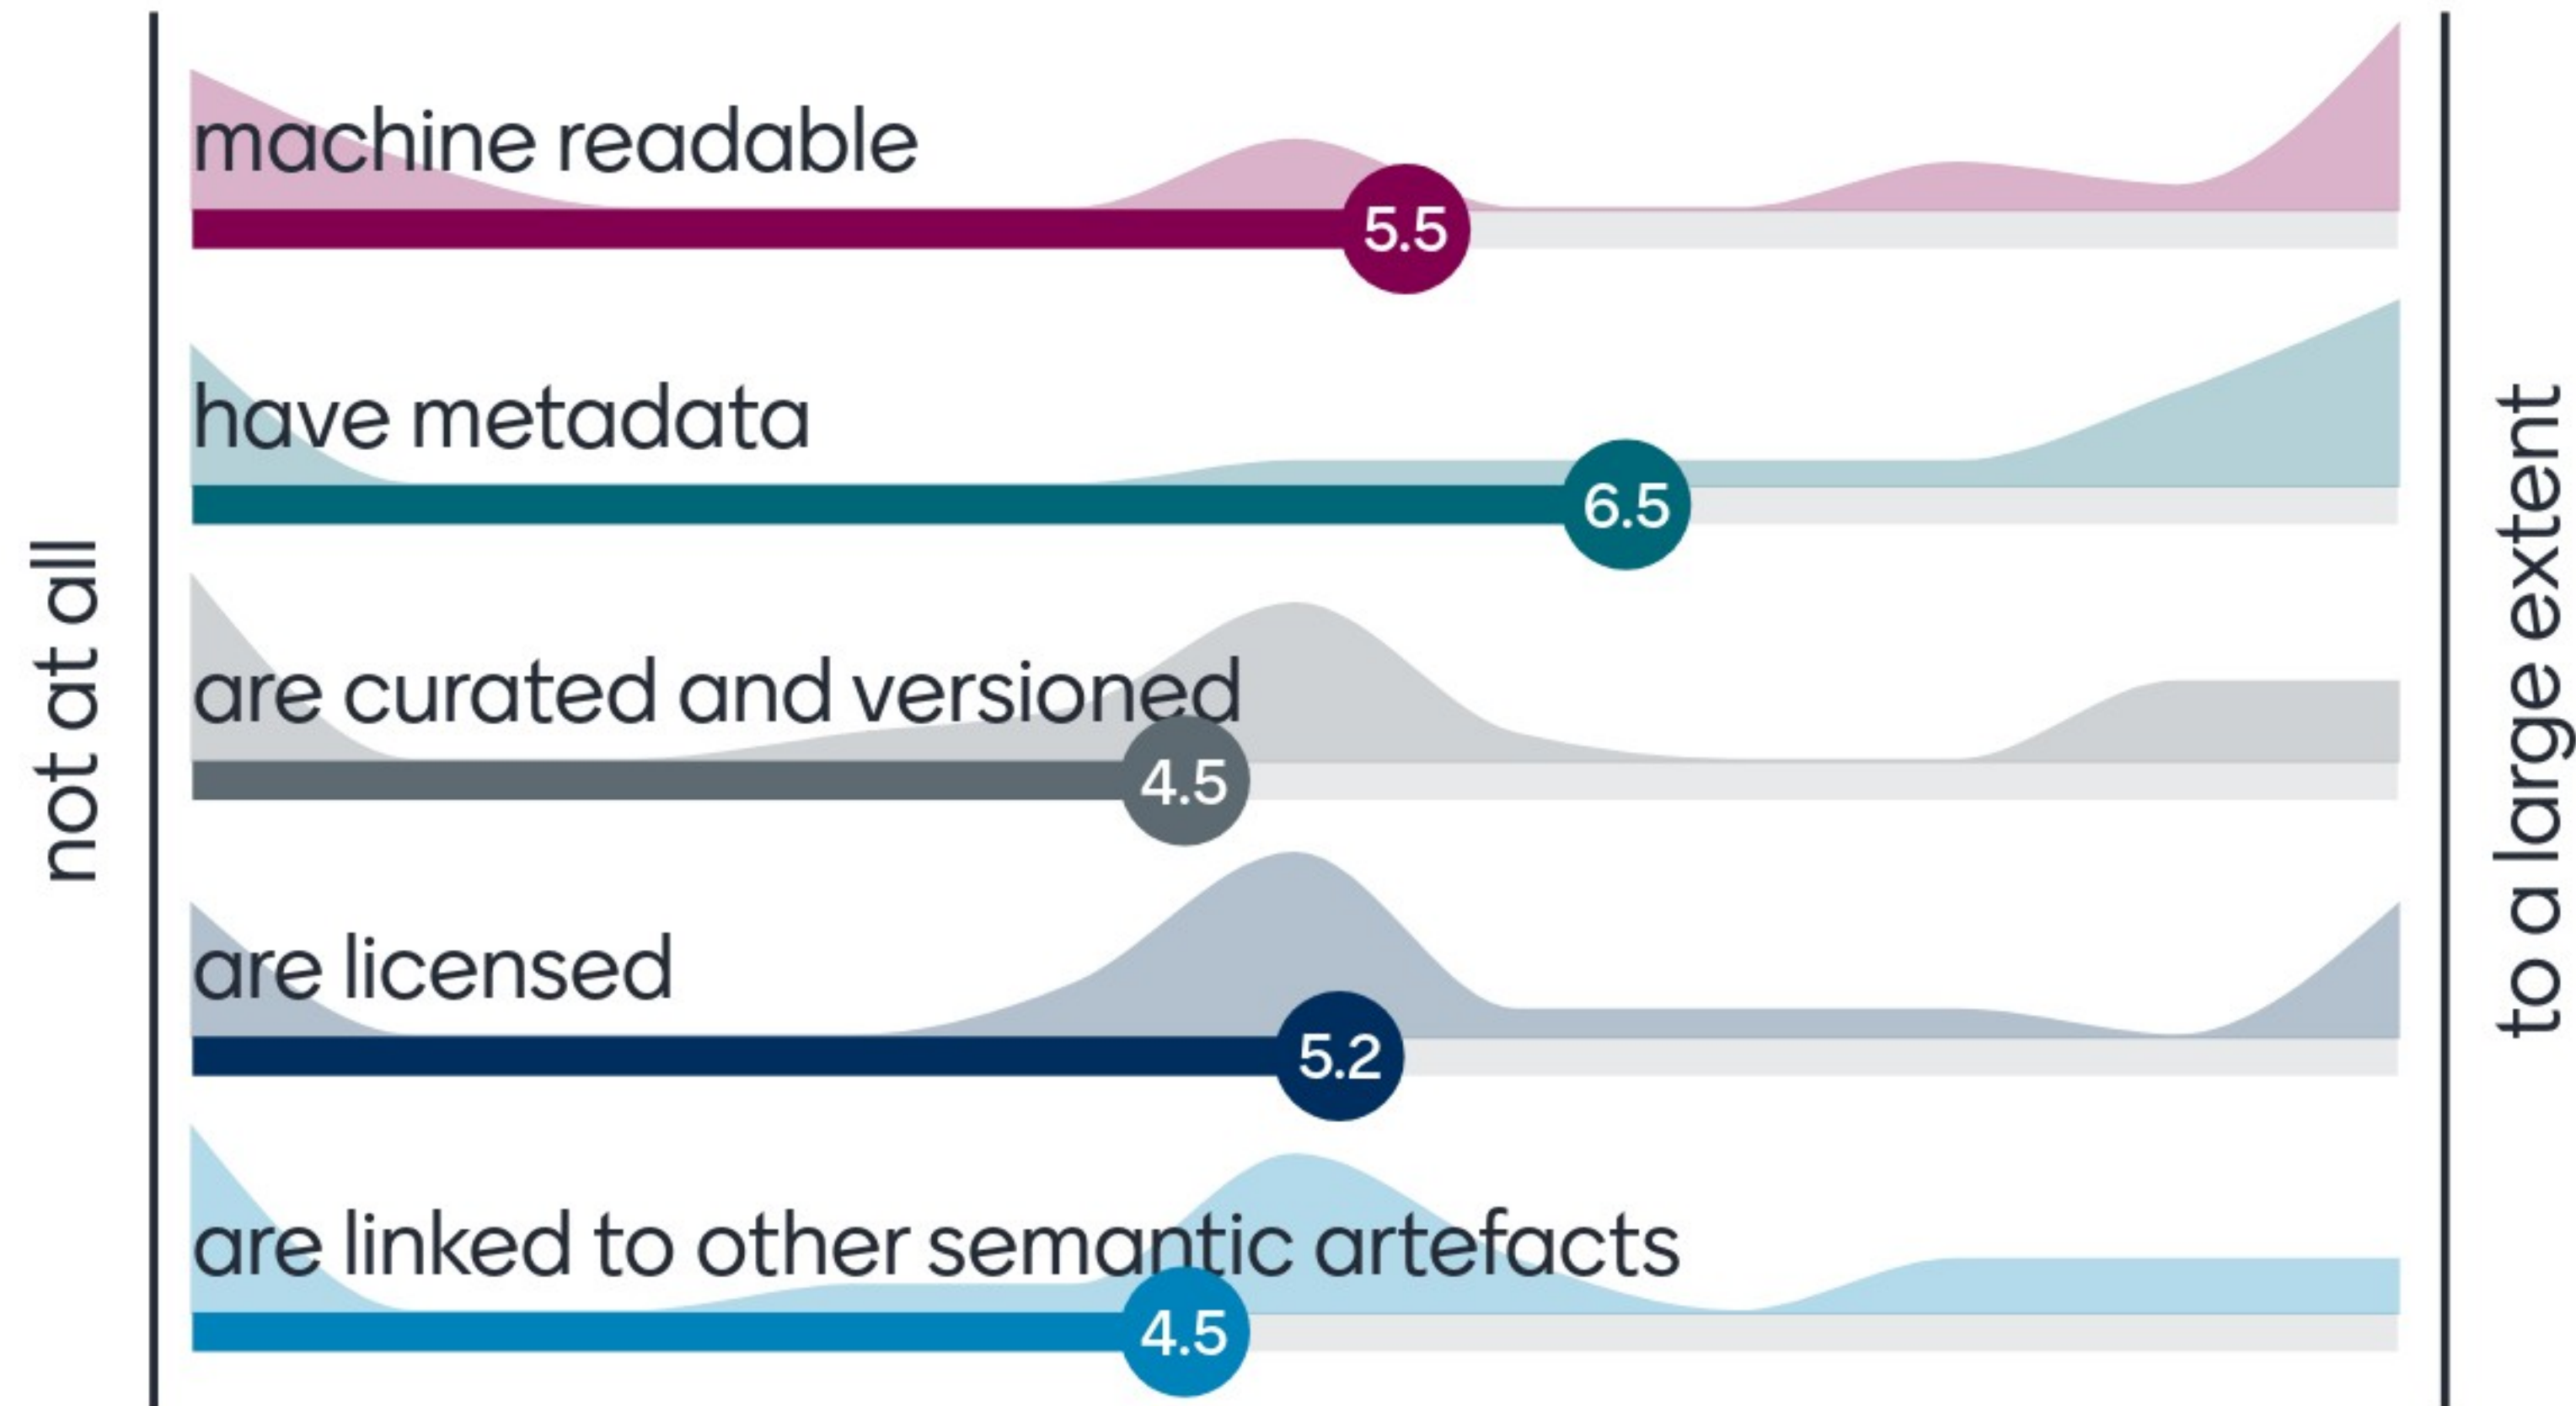 not at all
machine readable
5.5
have metadata
6.5
are curated and versioned
4.5
are licensed
5.2
are linked to other semantic artefacts
4.5
to a large extent